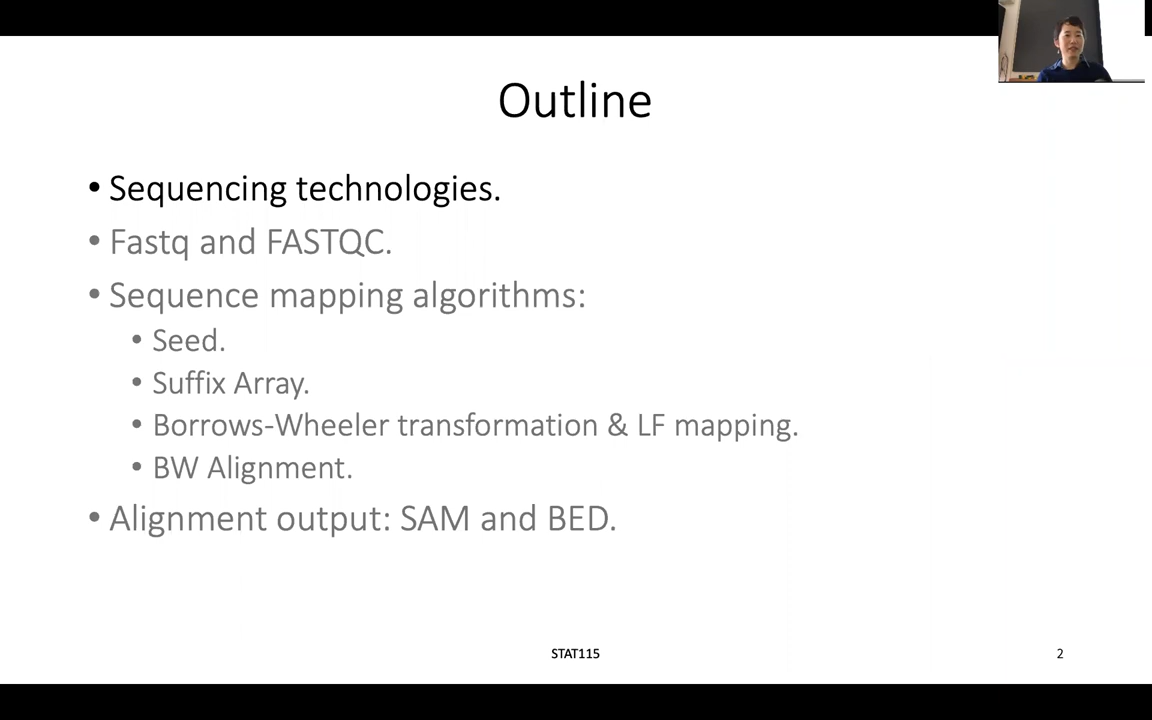 Outline
• Sequencing technologies.
• Fastq and FASTQC.
• Sequence mapping algorithms:
• Seed.
• Suffix Array.
• Borrows-Wheeler transformation & LF mapping.
• BW Alignment.
• Alignment output: SAM and BED.
STAT115
2